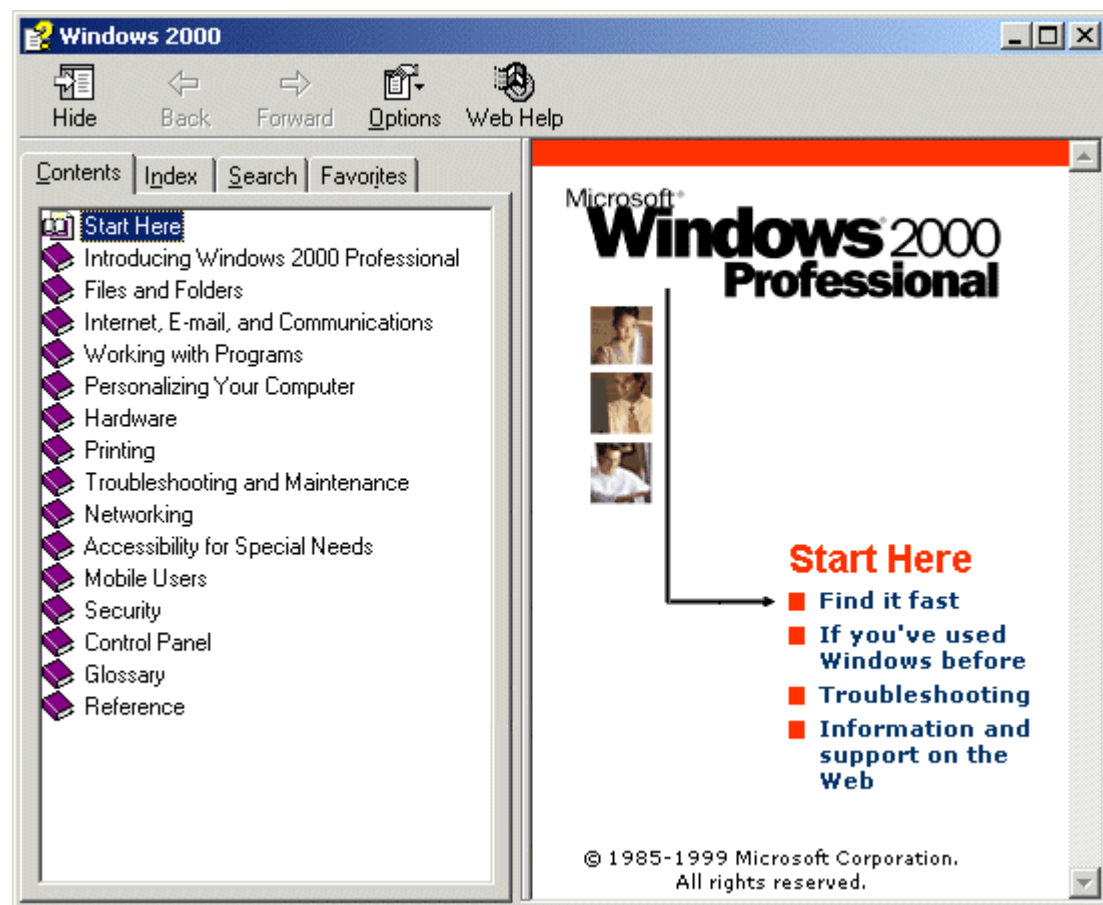 Windows 2000
Hide Back Forward Options Web Help
Contents Index Search Favorites
Start Here
Introducing Windows 2000 Professional
Files and Folders
Internet, E-mail, and Communications
Working with Programs
Personalizing Your Computer
Hardware
Printing
Troubleshooting and Maintenance
Networking
Accessibility for Special Needs
Mobile Users
Security
Control Panel
Glossary
Reference
Microsoft®
Windows® 2000
Professional
Start Here
Find it fast
If you've used
Windows before
Troubleshooting
Information and
support on the
Web
© 1985-1999 Microsoft Corporation.
All rights reserved.